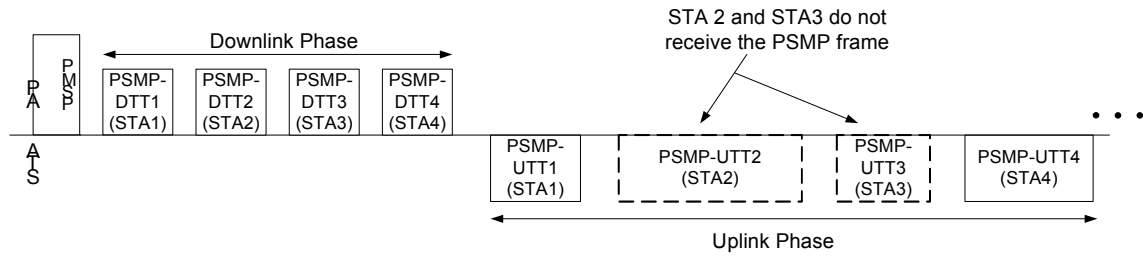 STA 2 and STA3 do not
receive the PSMP frame
Downlink Phase
AP
PSMP
PSMP-
DTT1
(STA1)
PSMP-
DTT2
(STA2)
PSMP-
DTT3
(STA3)
PSMP-
DTT4
(STA4)
STA
PSMP-
UTT1
(STA1)
PSMP-UTT2
(STA2)
PSMP-
UTT3
(STA3)
PSMP-UTT4
(STA4)
Uplink Phase